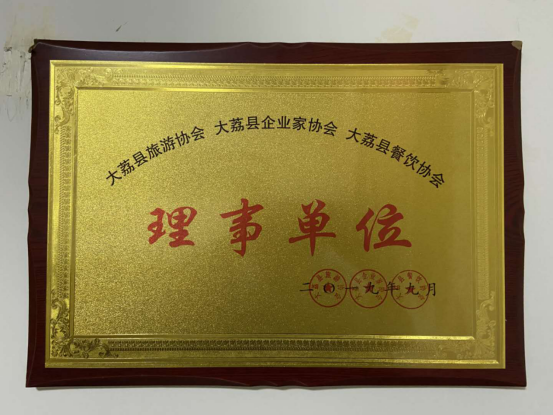 大荔县旅游协会 大荔县企业家协会 大荔县餐饮协会
理事单位
二〇一九年九月